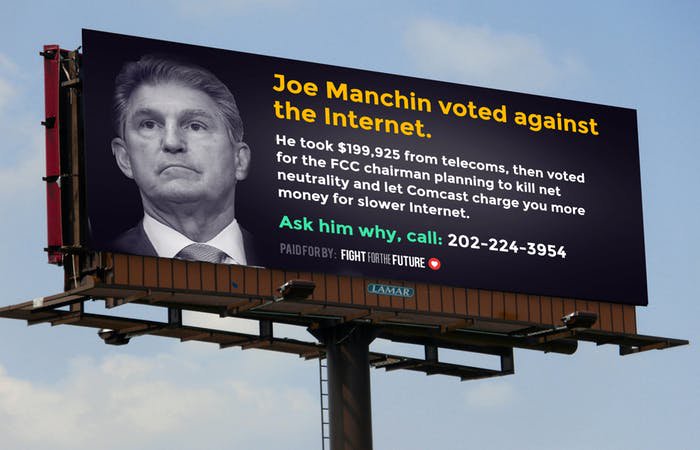 Joe Manchin voted against
the Internet.
He took $199,925 from telecoms, then voted
for the FCC chairman planning to kill net
neutrality and let Comcast charge you more
money for slower Internet.
Ask him why, call: 202-224-3954
PAID FOR BY: FIGHT FOR THE FUTURE
LAMAR